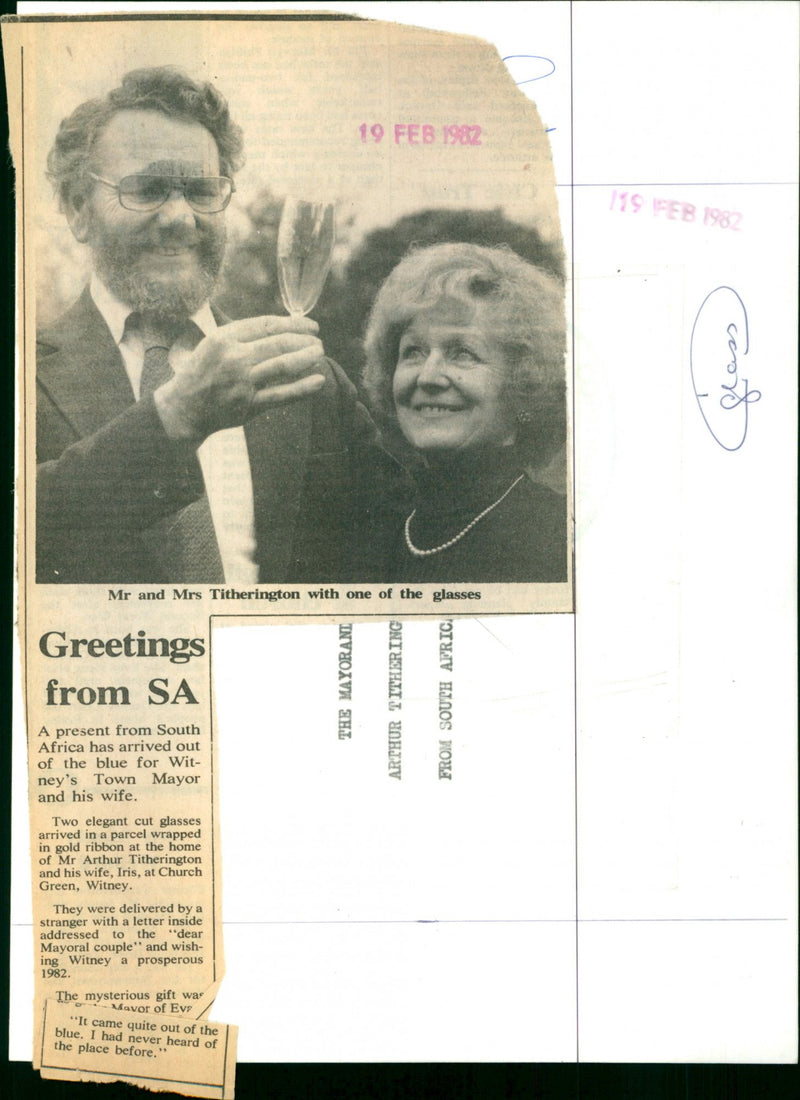 19 FEB 1982
19 FEB 1982
Mr and Mrs Titherington with one of the glasses
Greetings
from SA
A present from South
Africa has arrived out
of the blue for Wit-
ney's Town Mayor
and his wife.
Two elegant cut glasses
arrived in a parcel wrapped
in gold ribbon at the home
of Mr Arthur Titherington
and his wife, Iris, at Church
Green, Witney.
They were delivered by a
stranger with a letter inside
addressed to the "dear
Mayoral couple" and wish-
ing Witney a prosperous
1982.
The mysterious gift was
Mayor of
"It came quite out of the
blue. I had never heard of
the place before."
THE MAYORAND
ARTHUR TITHERING
FROM SOUTH AFRIC